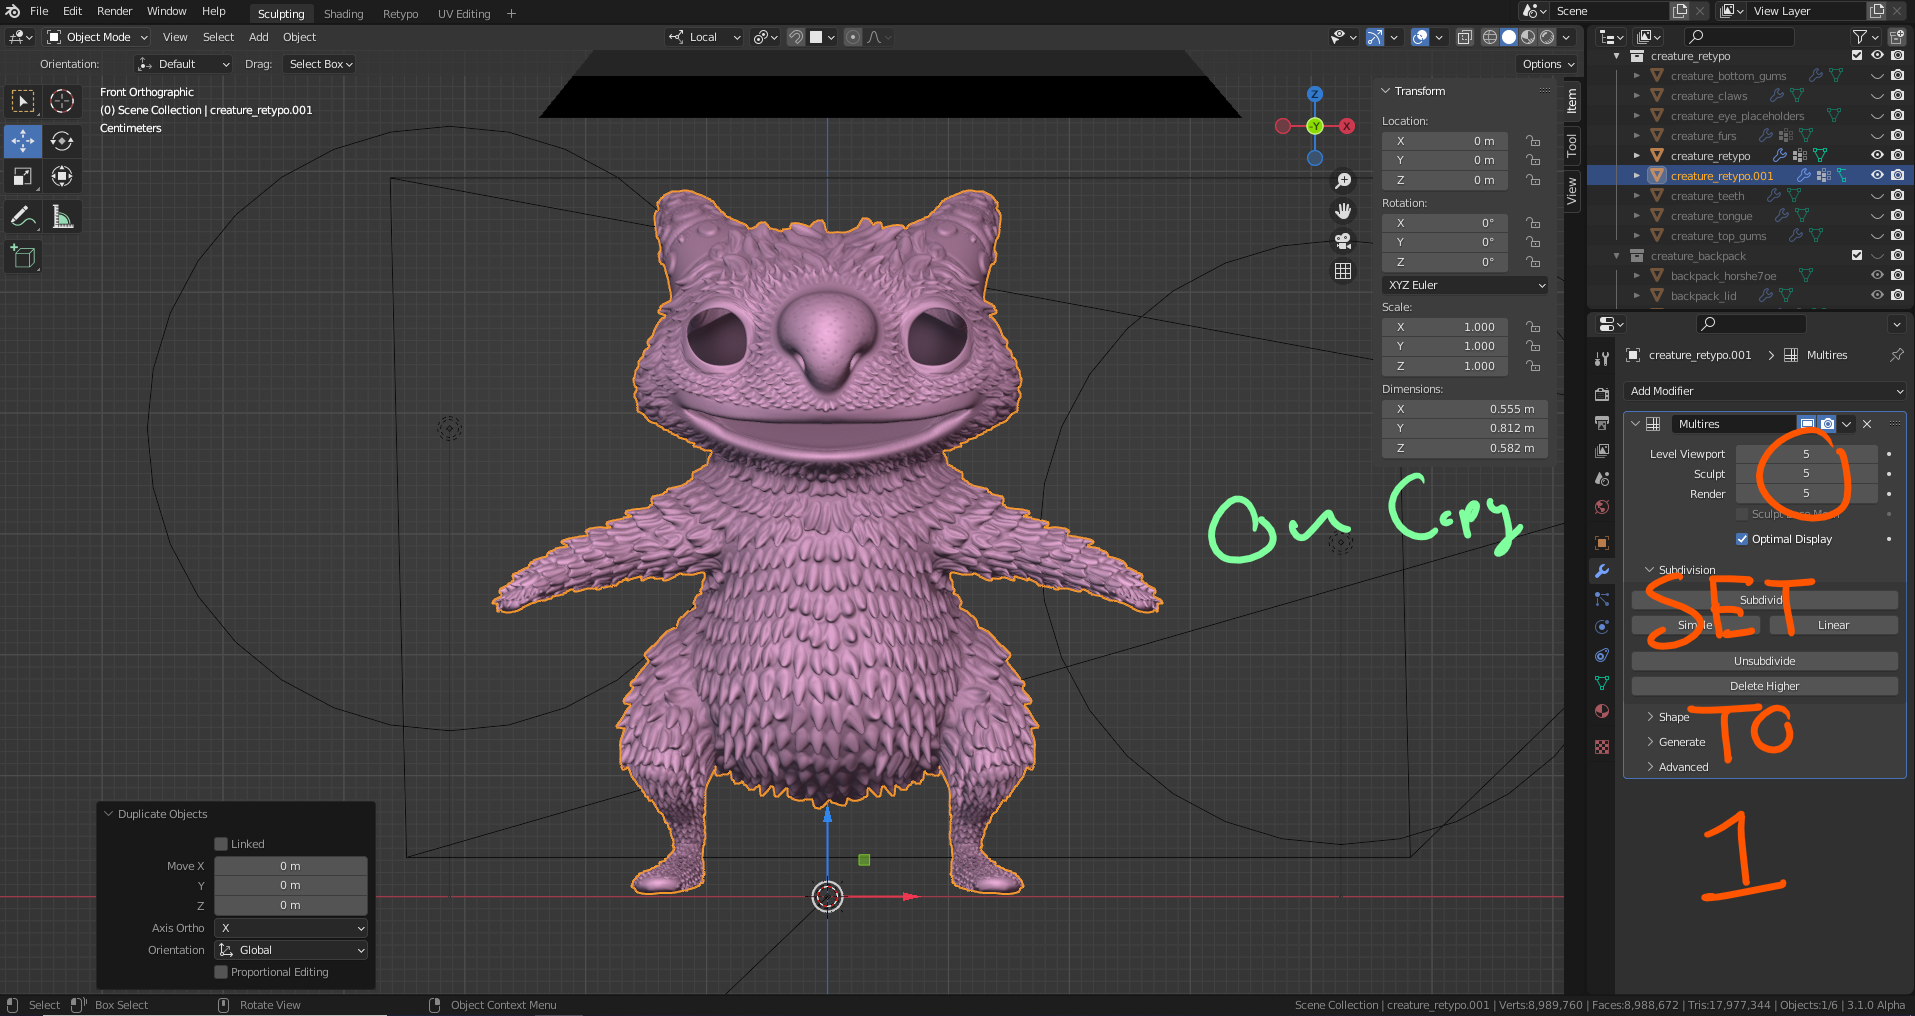 File Edit Render Window Help Sculpting Shading Retypo UV Editing + Scene View Layer
Object Mode View Select Add Object Local
Orientation: Default Drag: Select Box Options
Front Orthographic
(0) Scene Collection | creature_retypo.001
Centimeters
Z
-Y
X
Transform
Location:
X 0 m
Y 0 m
Z 0 m
Rotation:
X 0°
Y 0°
Z 0°
XYZ Euler
Scale:
X 1.000
Y 1.000
Z 1.000
Dimensions:
X 0.555 m
Y 0.812 m
Z 0.582 m
Item
Tool
View
creature_retypo
creature_bottom_gums
creature_claws
creature_eye_placeholders
creature_furs
creature_retypo
creature_retypo.001
creature_teeth
creature_tongue
creature_top_gums
creature_backpack
backpack_horshe7oe
backpack_lid
creature_retypo.001 > Multires
Add Modifier
Multires
Level Viewport 5
Sculpt 5
Render 5
Sculpt Base Mesh
Optimal Display
Subdivision
Subdivide
Simple Linear
Unsubdivide
Delete Higher
Shape
Generate
Advanced
On Copy
SET
TO
1
Duplicate Objects
Linked
Move X 0 m
Y 0 m
Z 0 m
Axis Ortho X
Orientation Global
Proportional Editing
Select Box Select Rotate View Object Context Menu
Scene Collection | creature_retypo.001 | Verts:8,989,760 | Faces:8,988,672 | Tris:17,977,344 | Objects:1/6 | 3.1.0 Alpha